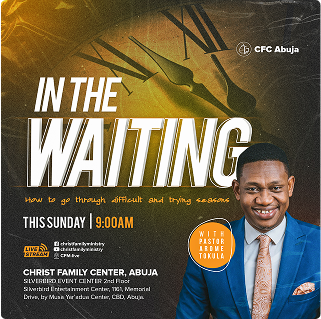 CFC Abuja
IN THE
WAITING
How to go through difficult and trying seasons
THIS SUNDAY | 9:00AM
WITH
PASTOR
AROME
TOKULA
LIVE
STREAM
christfamilyministry
christfamilyministry
CFM-live
CHRIST FAMILY CENTER, ABUJA
SILVERBIRD EVENT CENTER 2nd Floor
Silverbird Entertainment Center, 1161, Memorial
Drive, by Musa Yar'adua Center, CBD, Abuja.